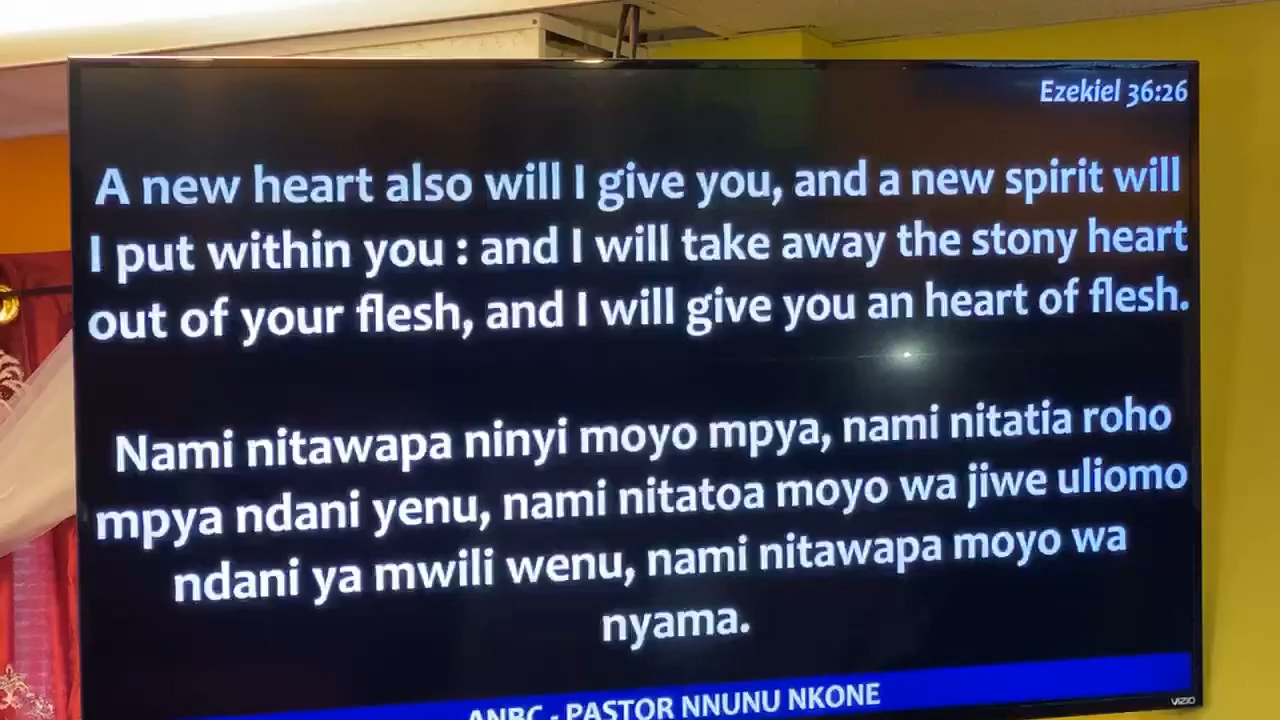 Ezekiel 36:26
A new heart also will I give you, and a new spirit will
I put within you : and I will take away the stony heart
out of your flesh, and I will give you an heart of flesh.
Nami nitawapa ninyi moyo mpya, nami nitatia roho
mpya ndani yenu, nami nitatoa moyo wa jiwe uliomo
ndani ya mwili wenu, nami nitawapa moyo wa
nyama.
ANBC - PASTOR NNUNU NKONE
VIZIO